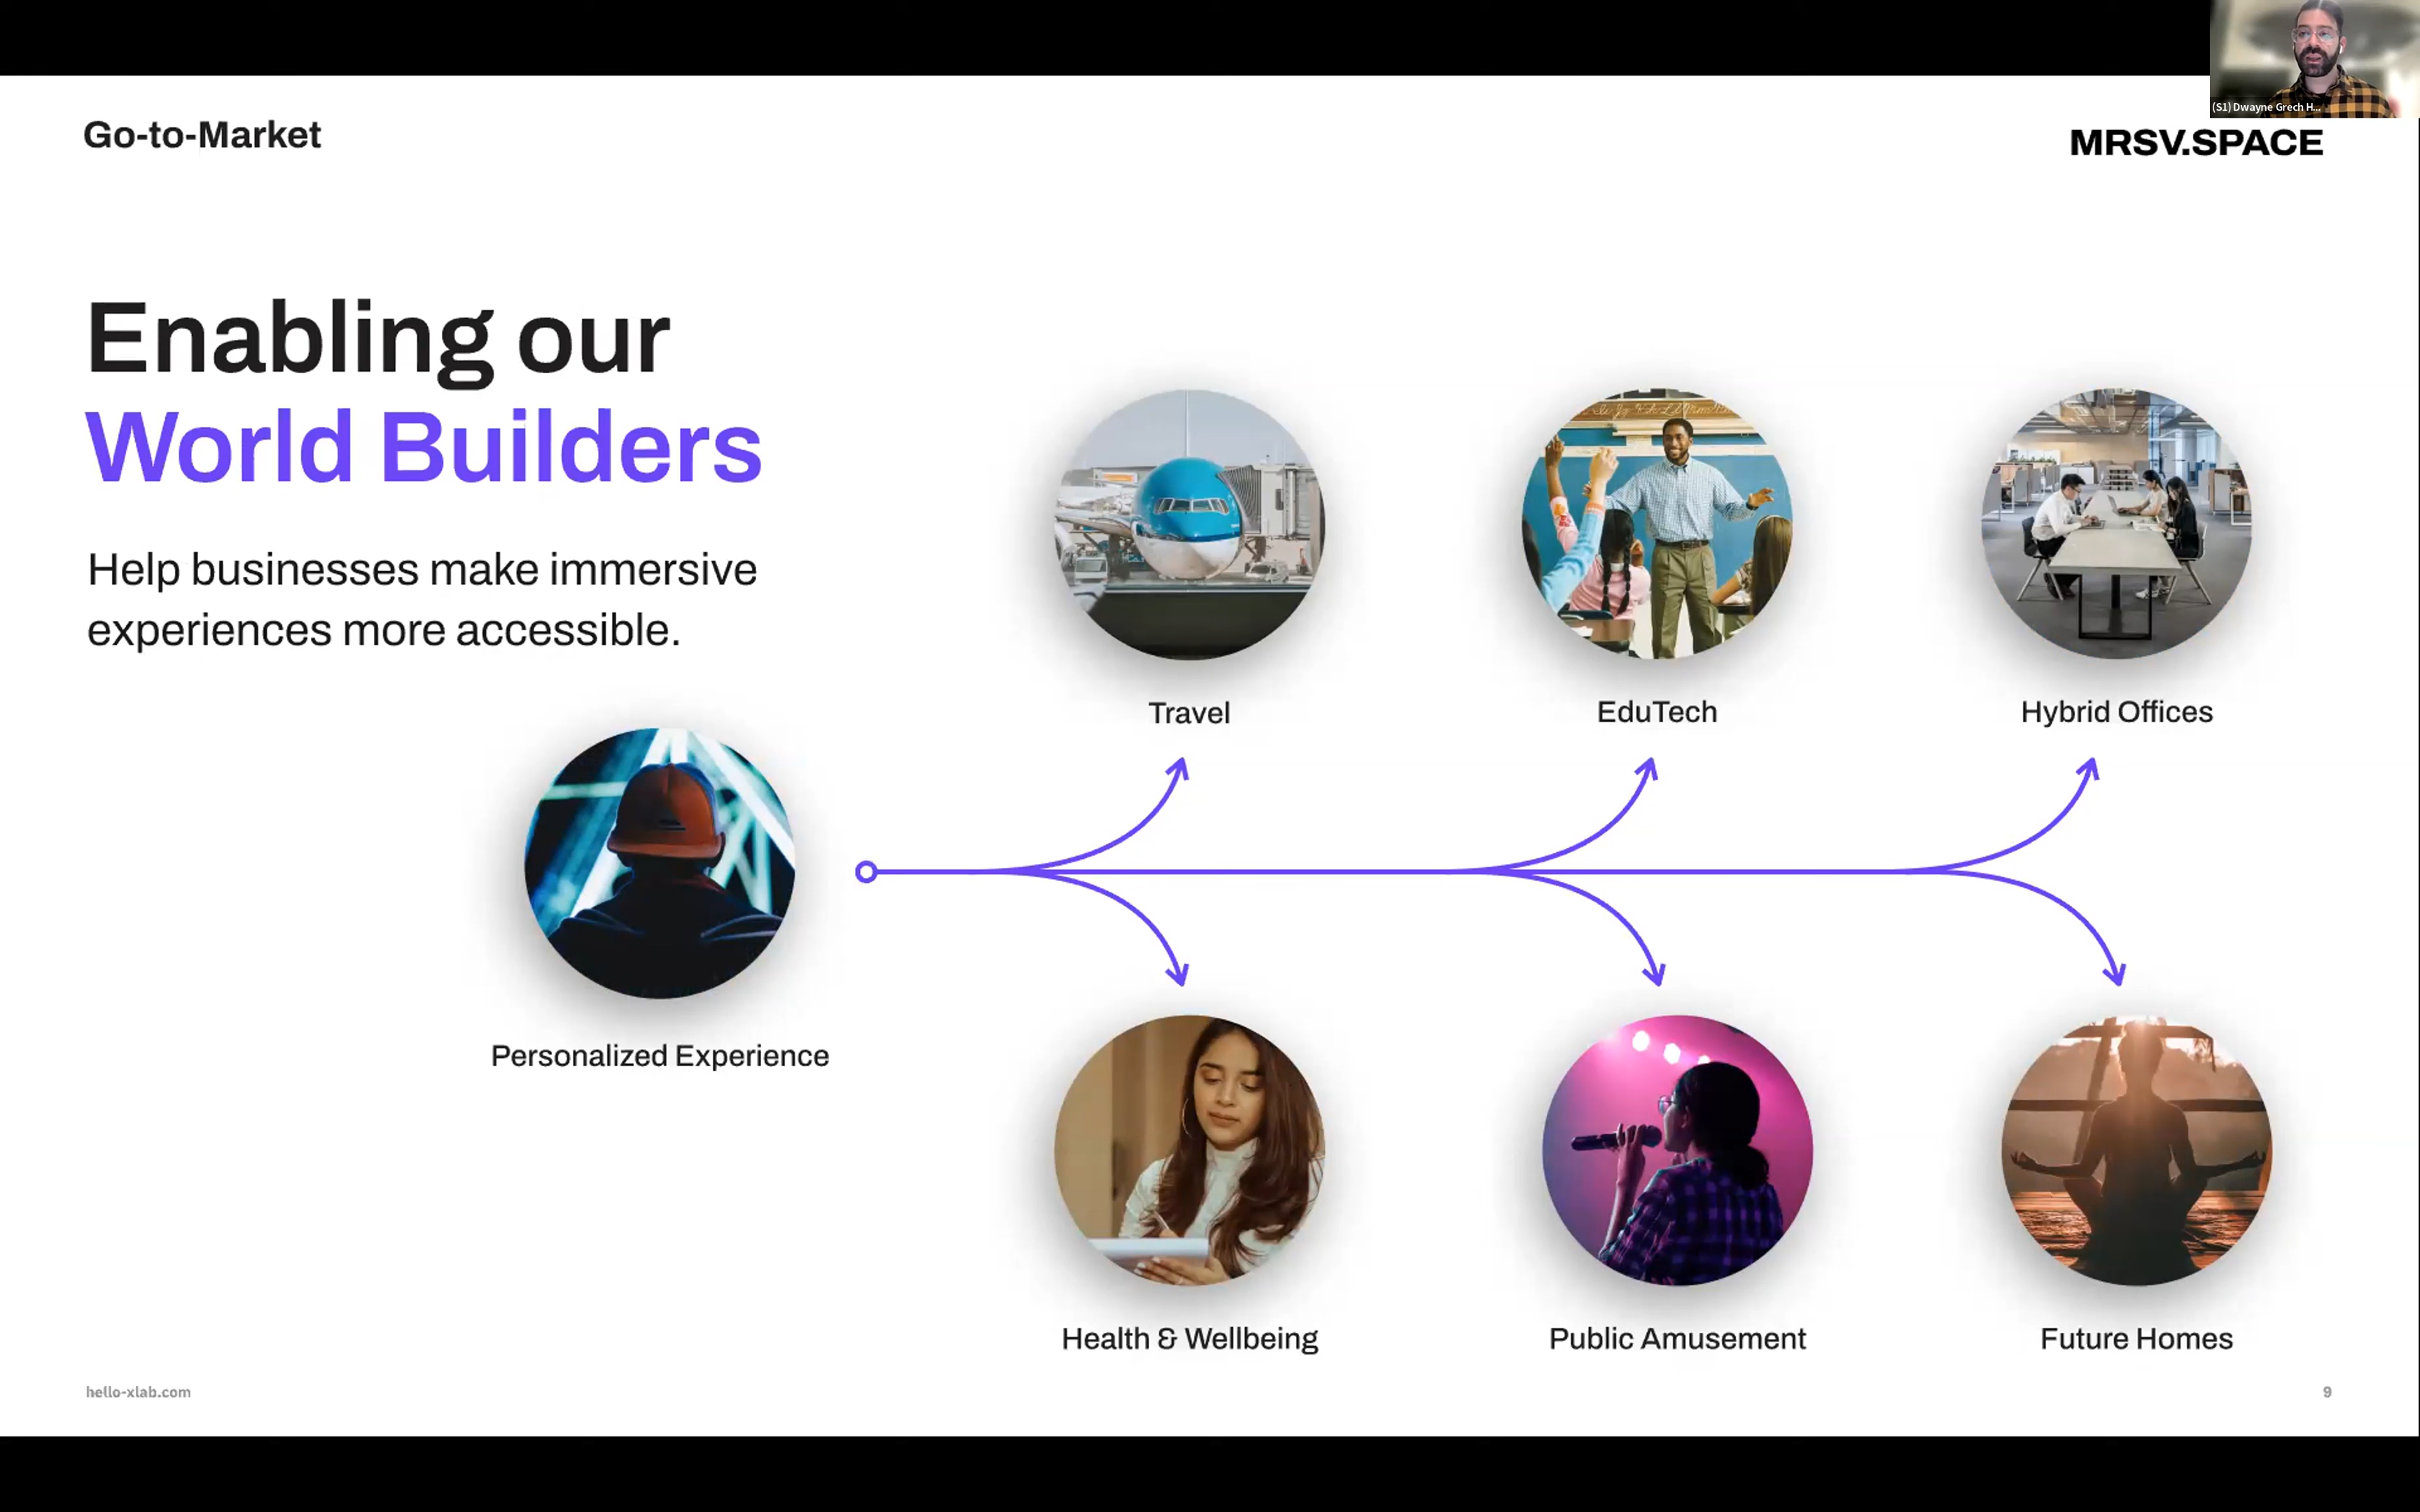 (S1) Dwayne Grech H...
Go-to-Market
MRSV.SPACE
Enabling our
World Builders
Help businesses make immersive
experiences more accessible.
Travel
EduTech
Hybrid Offices
Personalized Experience
Health & Wellbeing
Public Amusement
Future Homes
hello-xlab.com
9